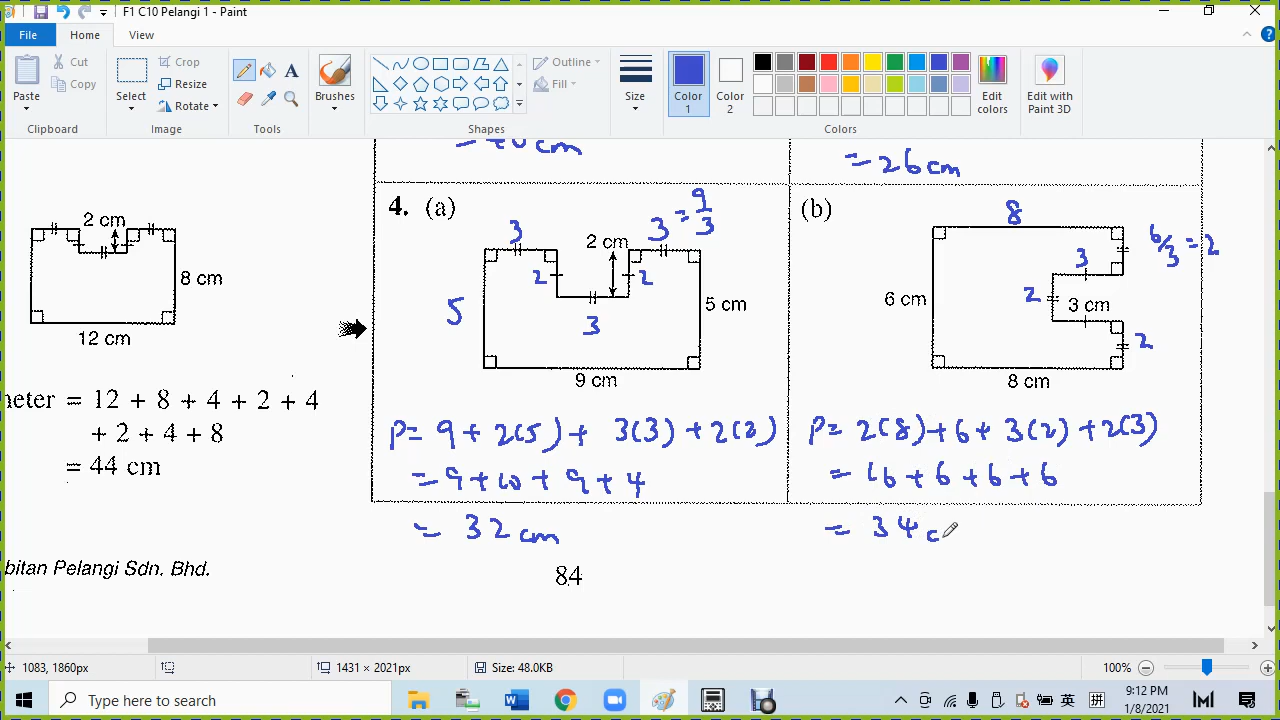 F1 C10 Pelangi 1 - Paint
File
Home
View
Paste
Cut
Copy
Clipboard
Select
Crop
Resize
Rotate
Image
A
Tools
Brushes
Outline
Fill
Shapes
Size
Color
1
Color
2
Colors
Edit
colors
Edit with
Paint 3D
= 26 cm
2 cm
8 cm
12 cm
meter = 12 + 8 + 4 + 2 + 4
+ 2 + 4 + 8
= 44 cm
bitan Pelangi Sdn. Bhd.
4. (a)
3
2 cm
3 = 9/3
2
2
5
3
5 cm
9 cm
P= 9 + 2(5) + 3(3) + 2(2)
= 9 + 10 + 9 + 4
= 32 cm
(b)
8
6/3 = 2
3
6 cm
2
3 cm
2
8 cm
P= 2(8) + 6 + 3(2) + 2(3)
= 16 + 6 + 6 + 6
= 34 c
84
1083, 1860px
1431 × 2021px
Size: 48.0KB
100%
Type here to search
英
拼
9:12 PM
1/8/2021